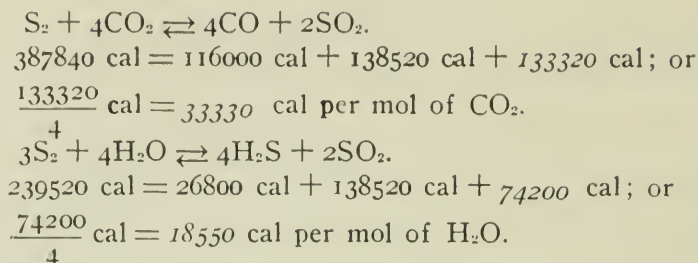 S₂ + 4CO₂ ⇄ 4CO + 2SO₂.
387840 cal = 116000 cal + 138520 cal + 133320 cal; or
133320/4 cal = 33330 cal per mol of CO₂.
3S₂ + 4H₂O ⇄ 4H₂S + 2SO₂.
239520 cal = 26800 cal + 138520 cal + 74200 cal; or
74200/4 cal = 18550 cal per mol of H₂O.